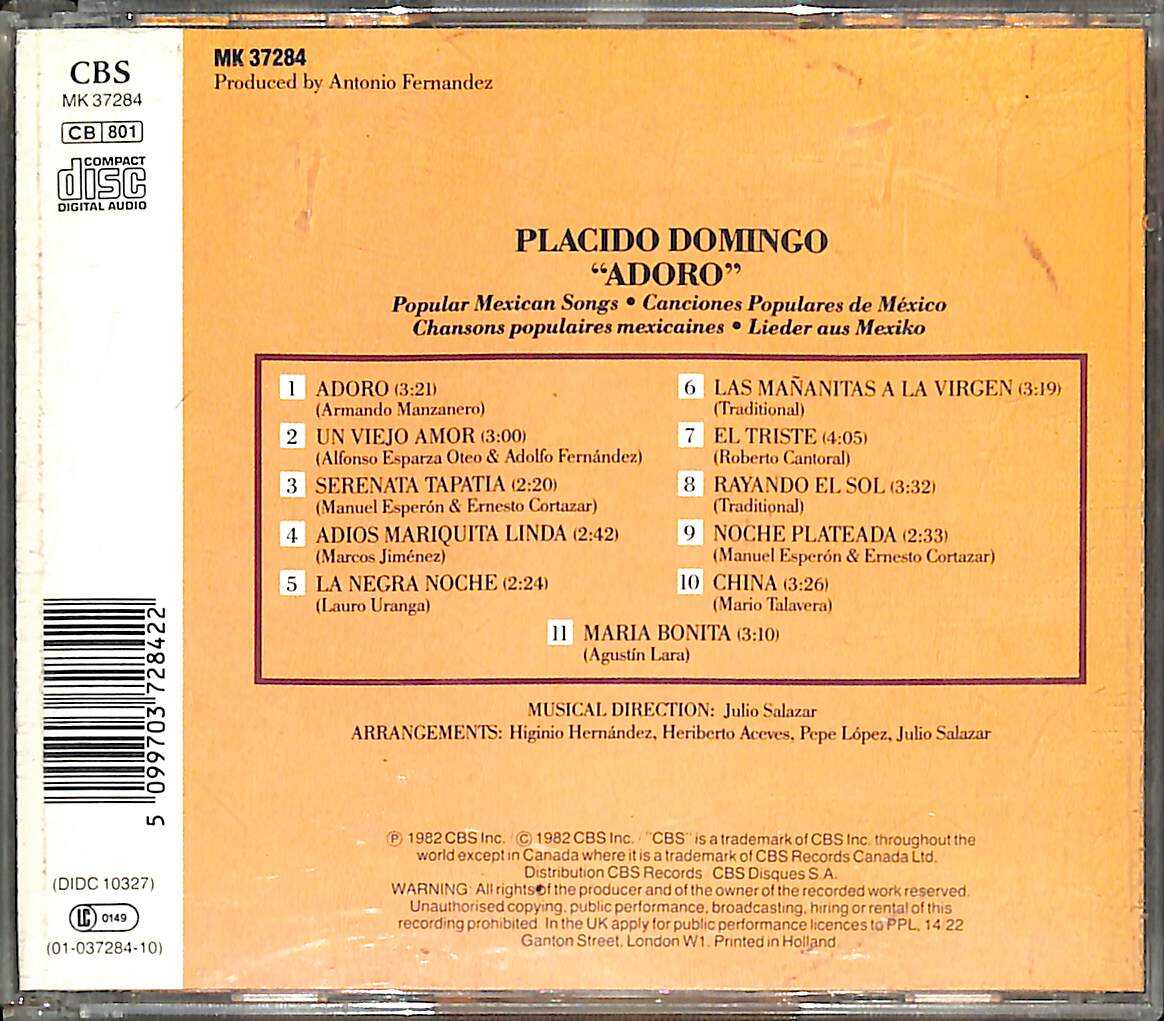 CBS
MK 37284
CB 801
COMPACT
disc
DIGITAL AUDIO
5 099703 728422
(DIDC 10327)
LC 0149
(01-037284-10)
MK 37284
Produced by Antonio Fernandez
PLACIDO DOMINGO
“ADORO”
Popular Mexican Songs • Canciones Populares de México
Chansons populaires mexicaines • Lieder aus Mexiko
1 ADORO (3:21)
(Armando Manzanero)
2 UN VIEJO AMOR (3:00)
(Alfonso Esparza Oteo & Adolfo Fernández)
3 SERENATA TAPATIA (2:20)
(Manuel Esperón & Ernesto Cortazar)
4 ADIOS MARIQUITA LINDA (2:42)
(Marcos Jiménez)
5 LA NEGRA NOCHE (2:24)
(Lauro Uranga)
6 LAS MAÑANITAS A LA VIRGEN (3:19)
(Traditional)
7 EL TRISTE (4:05)
(Roberto Cantoral)
8 RAYANDO EL SOL (3:32)
(Traditional)
9 NOCHE PLATEADA (2:33)
(Manuel Esperón & Ernesto Cortazar)
10 CHINA (3:26)
(Mario Talavera)
11 MARIA BONITA (3:10)
(Agustín Lara)
MUSICAL DIRECTION: Julio Salazar
ARRANGEMENTS: Higinio Hernández, Heriberto Aceves, Pepe López, Julio Salazar
℗ 1982 CBS Inc. / © 1982 CBS Inc. / "CBS" is a trademark of CBS Inc. throughout the
world except in Canada where it is a trademark of CBS Records Canada Ltd.
Distribution CBS Records CBS Disques S.A.
WARNING: All rights of the producer and of the owner of the recorded work reserved.
Unauthorised copying, public performance, broadcasting, hiring or rental of this
recording prohibited. In the UK apply for public performance licences to PPL, 14-22
Ganton Street, London W1. Printed in Holland.